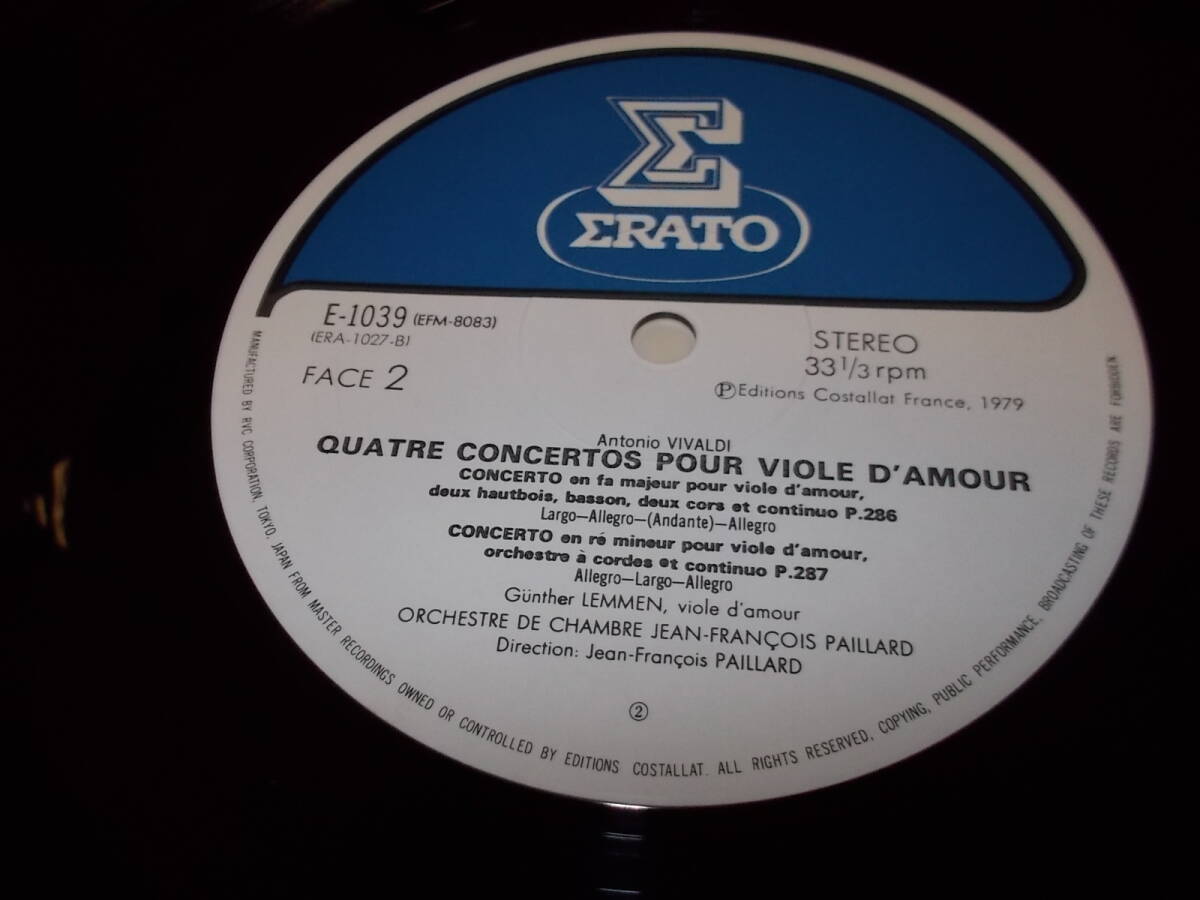 Σ
ΣRATO
E-1039 (EFM-8083)
(ERA-1027-B)
FACE 2
STEREO
33 1/3 rpm
ⓅEditions Costallat France, 1979
Antonio VIVALDI
QUATRE CONCERTOS POUR VIOLE D'AMOUR
CONCERTO en fa majeur pour viole d'amour,
deux hautbois, basson, deux cors et continuo P.286
Largo—Allegro—(Andante)—Allegro
CONCERTO en ré mineur pour viole d'amour,
orchestre à cordes et continuo P.287
Allegro—Largo—Allegro
Günther LEMMEN, viole d'amour
ORCHESTRE DE CHAMBRE JEAN-FRANÇOIS PAILLARD
Direction: Jean-François PAILLARD
②
MANUFACTURED BY RVC CORPORATION, TOKYO, JAPAN FROM MASTER RECORDINGS OWNED OR CONTROLLED BY EDITIONS COSTALLAT. ALL RIGHTS RESERVED, COPYING, PUBLIC PERFORMANCE, BROADCASTING OF THESE RECORDS ARE FORBIDDEN